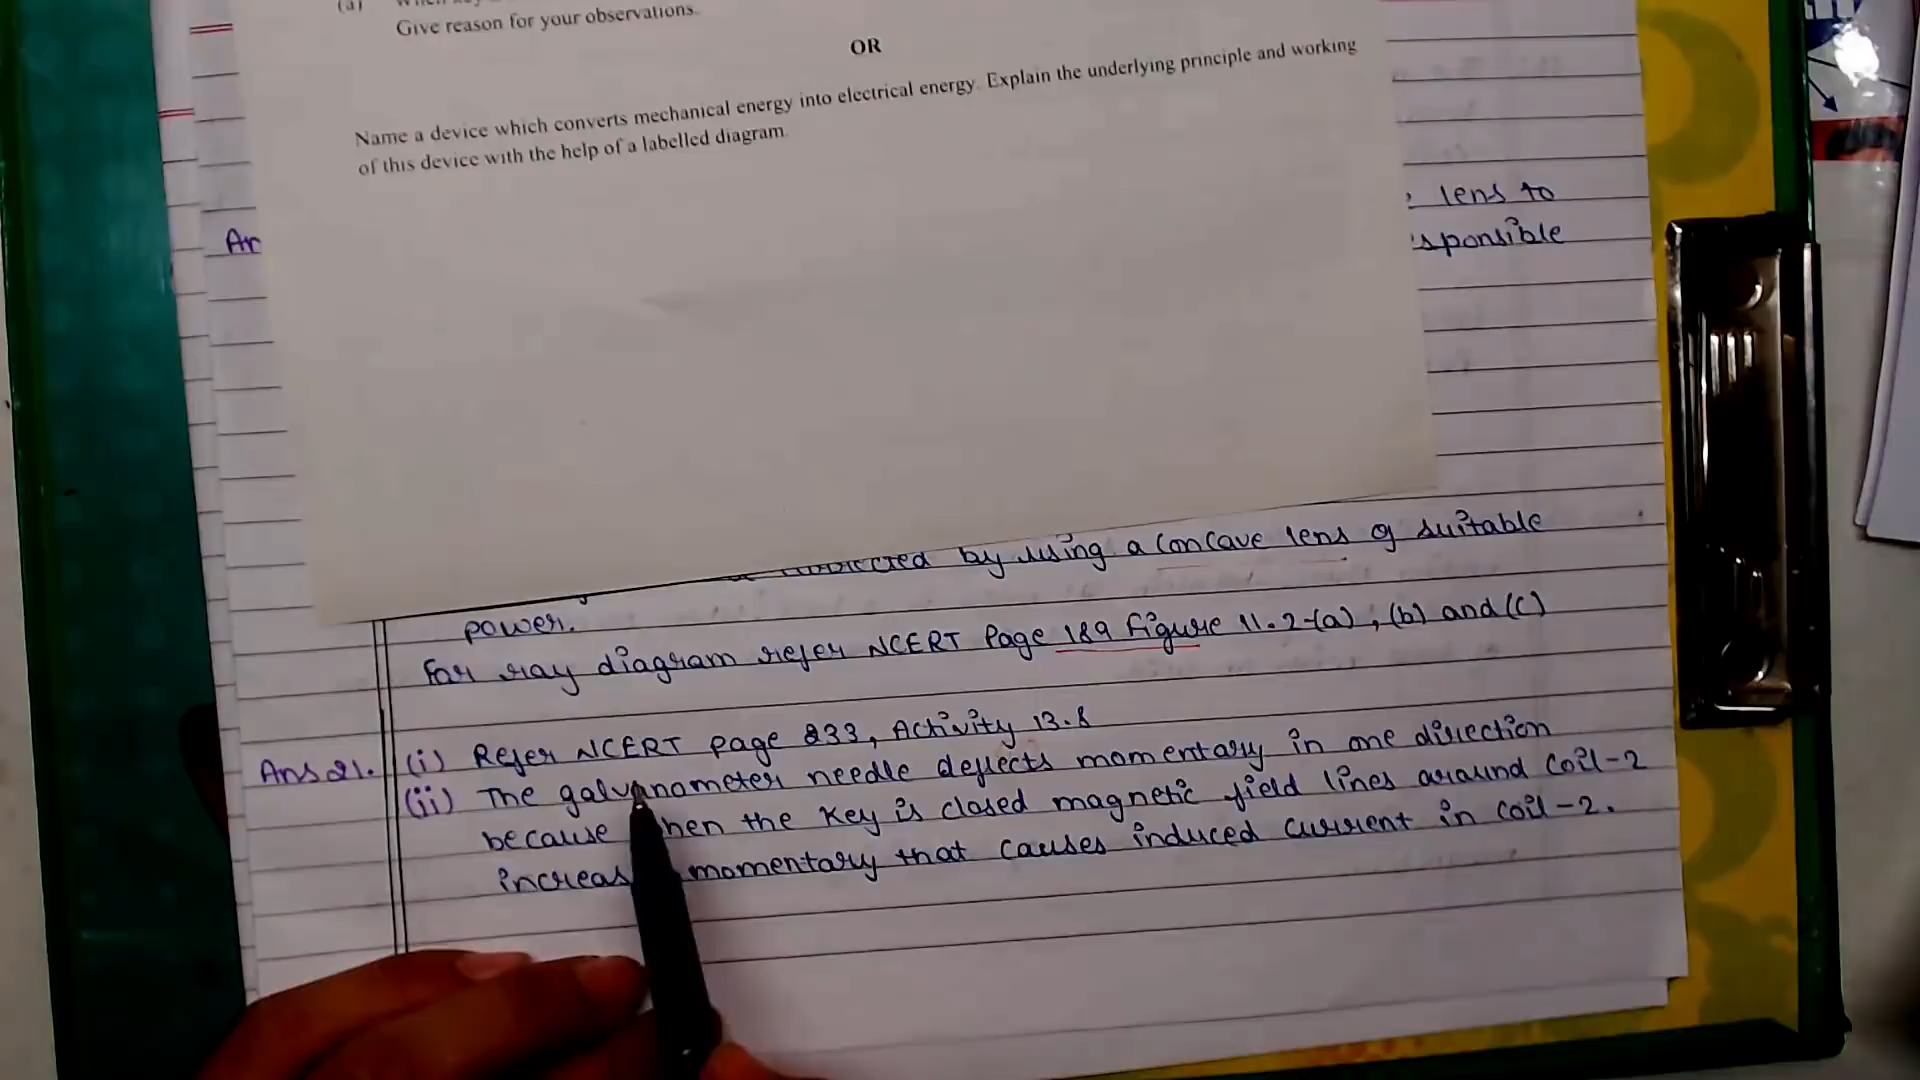 (a)
Give reason for your observations.
OR
Name a device which converts mechanical energy into electrical energy. Explain the underlying principle and working
of this device with the help of a labelled diagram.
lens to
sponsible
An
by using a concave lens of suitable
power.
For ray diagram refer NCERT Page 189 Figure 11.2 (a), (b) and (c)
Ans 21. (i) Refer NCERT page 233, Activity 13.8
(ii) The galvanometer needle deflects momentary in one direction
because when the key is closed magnetic field lines around coil-2
increas momentary that causes induced current in coil-2.